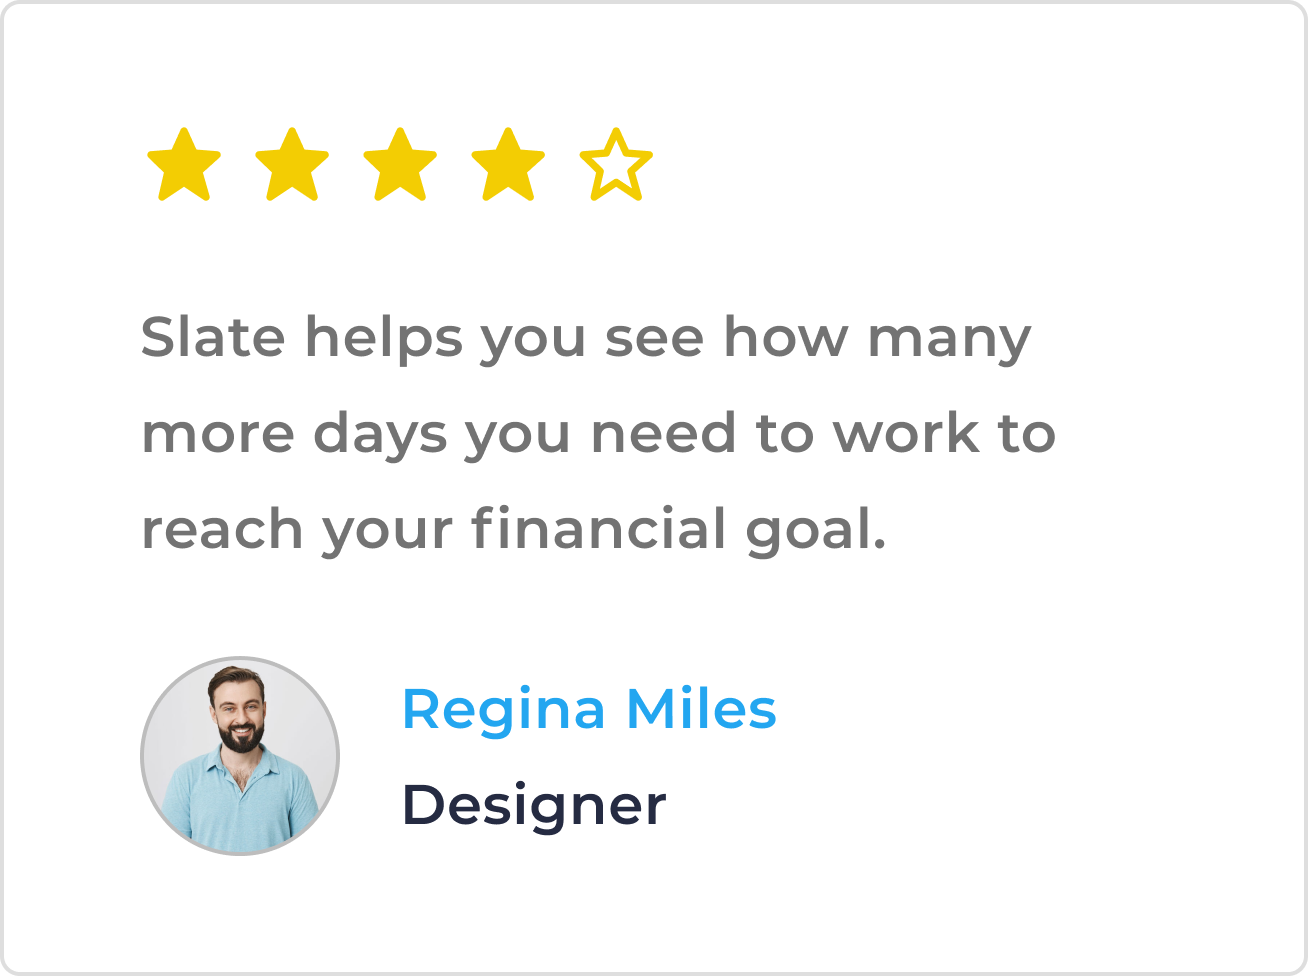 Slate helps you see how many
more days you need to work to
reach your financial goal.
Regina Miles
Designer